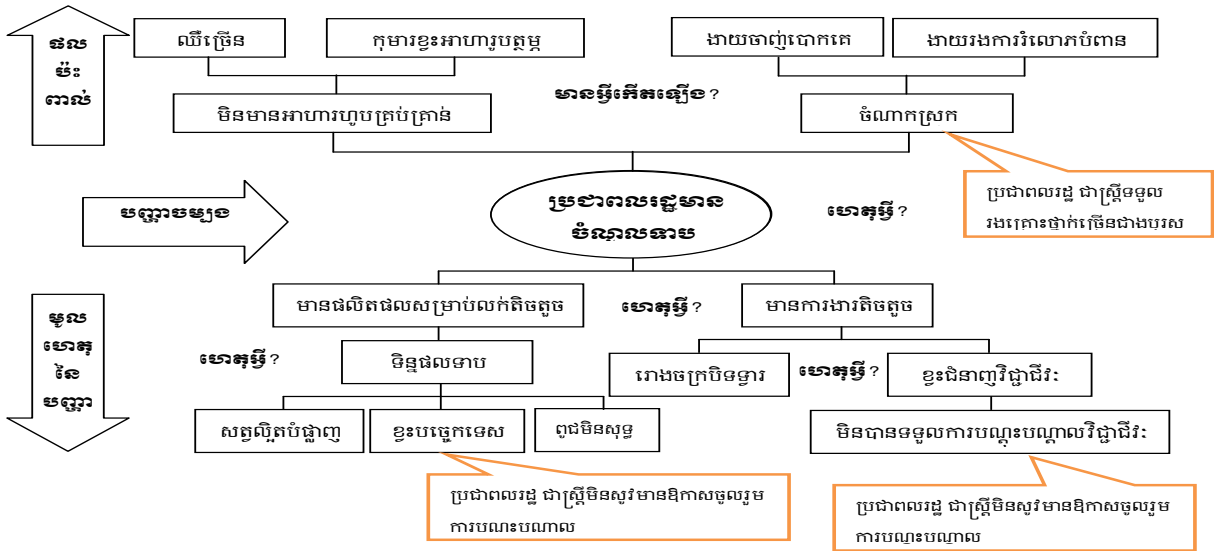 ផល
ប៉ះ
ពាល់
ឈឺច្រើន
កុមារខ្វះអាហារូបត្ថម្ភ
ងាយចាញ់បោកគេ
ងាយរងការរំលោភបំពាន
មានអ្វីកើតឡើង?
មិនមានអាហារហូបគ្រប់គ្រាន់
ចំណាកស្រុក
ប្រជាពលរដ្ឋ ជាស្ត្រីទទួល
រងគ្រោះថ្នាក់ច្រើនជាងបុរស
បញ្ហាចម្បង
ប្រជាពលរដ្ឋមាន
ចំណូលទាប
ហេតុអ្វី?
មូល
ហេតុ
នៃ
បញ្ហា
មានផលិតផលសម្រាប់លក់តិចតួច
ហេតុអ្វី?
មានការងារតិចតួច
ហេតុអ្វី?
ទិន្នផលទាប
រោងចក្របិទទ្វារ
ហេតុអ្វី?
ខ្វះជំនាញវិជ្ជាជីវៈ
សត្វល្អិតបំផ្លាញ
ខ្វះបច្ចេកទេស
ពូជមិនសុទ្ធ
មិនបានទទួលការបណ្តុះបណ្តាលវិជ្ជាជីវៈ
ប្រជាពលរដ្ឋ ជាស្ត្រីមិនសូវមានឱកាសចូលរួម
ការបណ្តុះបណ្តាល
ប្រជាពលរដ្ឋ ជាស្ត្រីមិនសូវមានឱកាសចូលរួម
ការបណ្តុះបណ្តាល